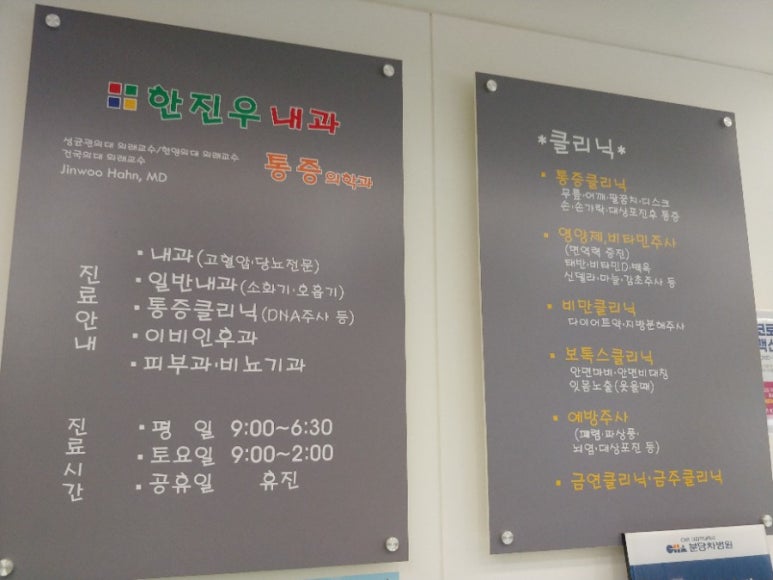 한진우 내과
성균관의대 외래교수/한양의대 외래교수
건국의대 외래교수
통증의학과
Jinwoo Hahn, MD
진료안내
▪ 내과 (고혈압·당뇨전문)
▪ 일반내과 (소화기·호흡기)
▪ 통증클리닉 (DNA주사 등)
▪ 이비인후과
▪ 피부과·비뇨기과
진료시간
▪ 평 일 9:00~6:30
▪ 토요일 9:00~2:00
▪ 공휴일 휴진
*클리닉*
▪ 통증클리닉
무릎·어깨·팔꿈치·디스크
손·손가락·대상포진후 통증
▪ 영양제,비타민주사
(면역력 증진)
태반·비타민D·백옥
신델라·마늘·감초주사 등
▪ 비만클리닉
다이어트약·지방분해주사
▪ 보톡스클리닉
안면마비·안면비대칭
잇몸노출(웃을때)
▪ 예방주사
(폐렴·파상풍·
뇌염·대상포진 등)
▪ 금연클리닉·금주클리닉
코로
백신
분당차병원